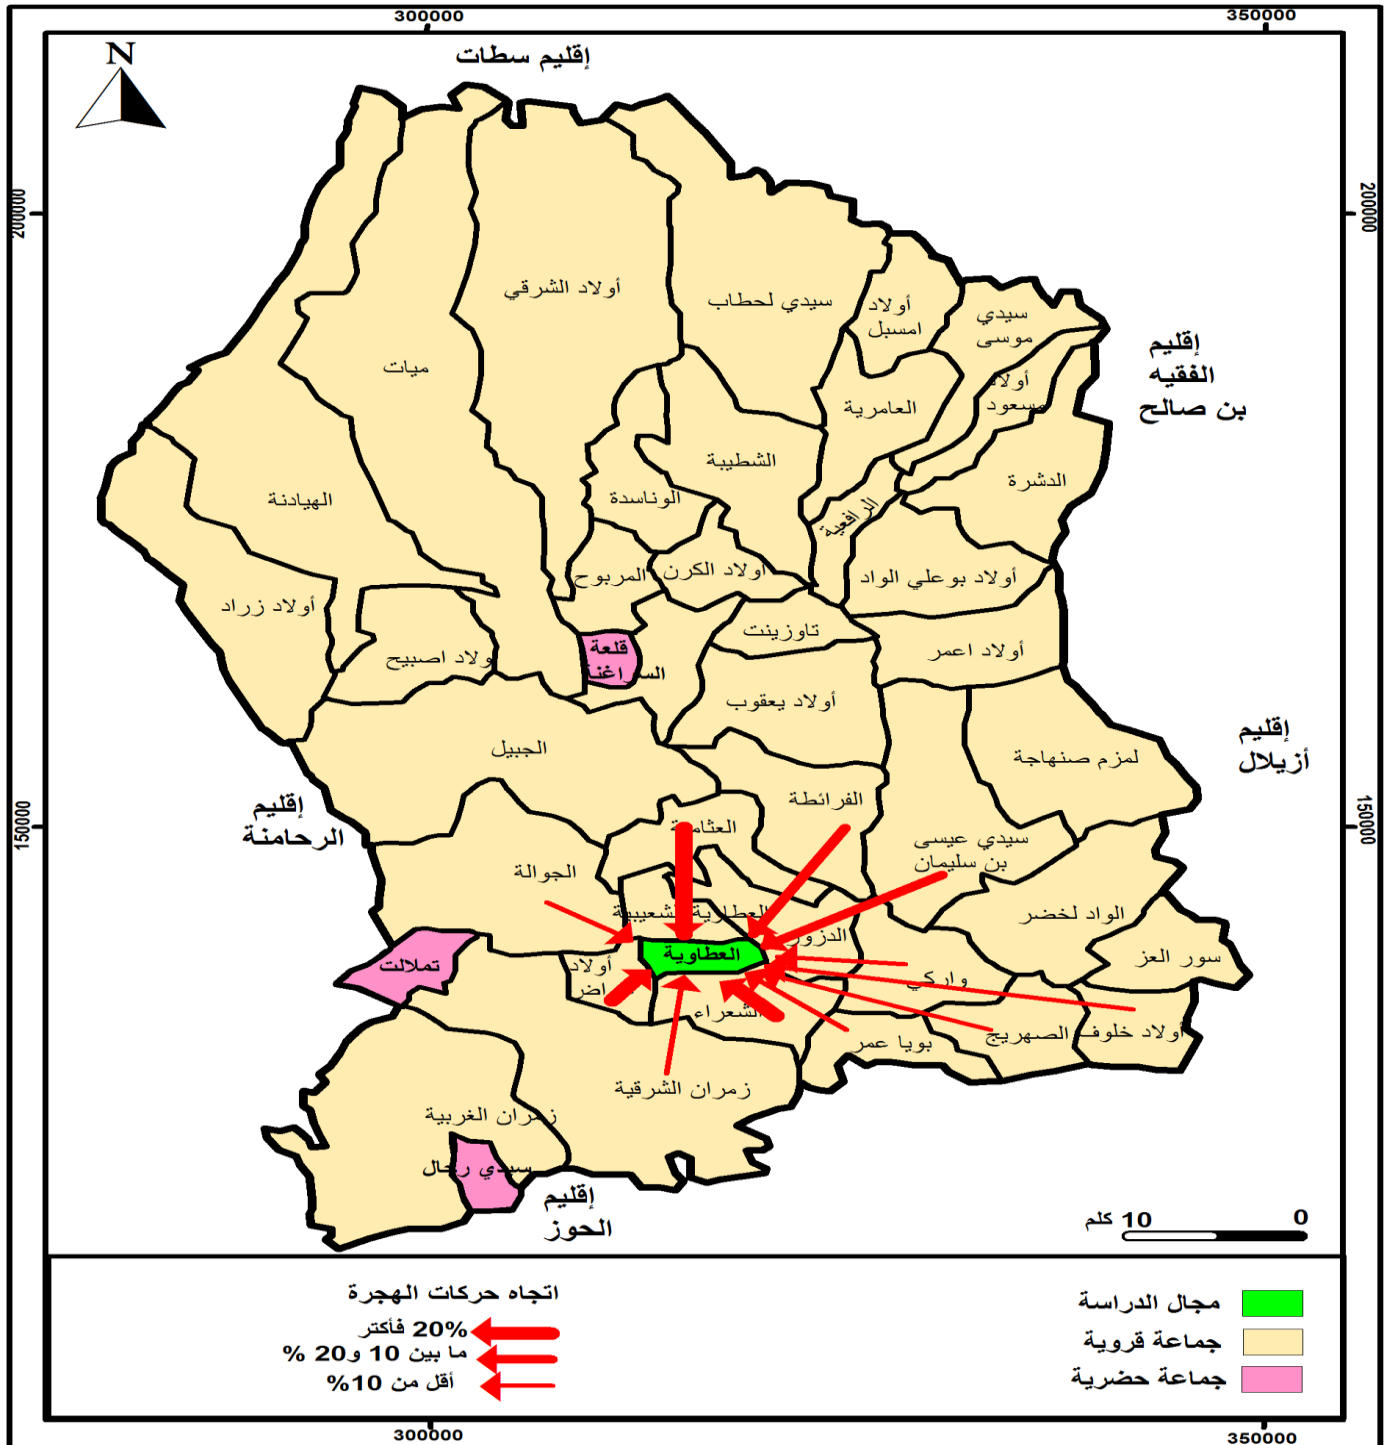 300000
350000
N
إقليم سطات
200000
200000
أولاد الشرقي
سيدي لحطاب
أولاد
امسبل
سيدي
موسى
إقليم
الفقيه
بن صالح
ميات
أولاد
مسعود
العامرية
الشطيبة
الدشرة
الهيادنة
الوناسدة
الرافعية
المربوح
اولاد الكرن
أولاد بوعلي الواد
أولاد زراد
تاوزينت
قلعة
السراغنة
ولاد اصبيح
أولاد اعمر
أولاد يعقوب
إقليم
أزيلال
الجبيل
لمزم صنهاجة
إقليم
الرحامنة
150000
150000
الفرائطة
العثامنة
سيدي عيسى
بن سليمان
الجوالة
العطاوية الشعيبية
الواد لخضر
الدزوز
العطاوية
سور العز
تملالت
أولاد
اض
واركي
الشعراء
بويا عمر
الصهريج
أولاد خلوف
زمران الشرقية
زمران الغربية
سيدي رحال
إقليم
الحوز
10 كلم
0
اتجاه حركات الهجرة
20% فأكثر
ما بين 10 و20 %
أقل من 10%
مجال الدراسة
جماعة قروية
جماعة حضرية
300000
350000